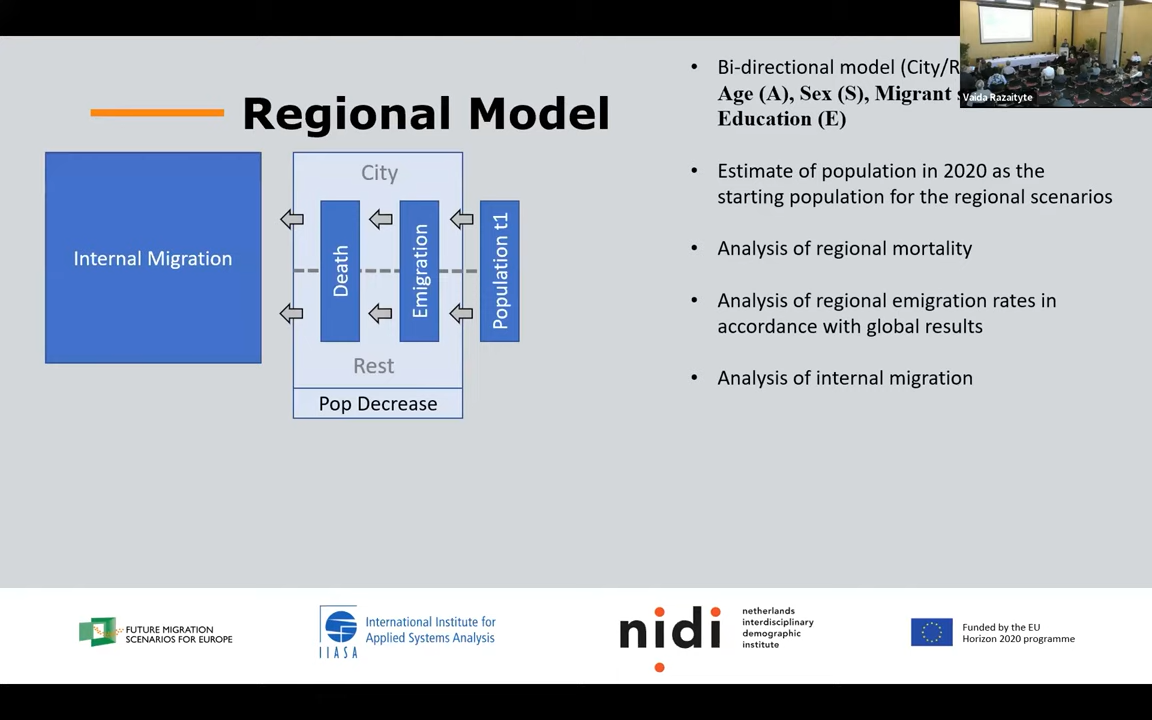 Regional Model
Internal Migration
City
Death
Emigration
Population t1
Rest
Pop Decrease
• Bi-directional model (City/R
Age (A), Sex (S), Migrant
Education (E)
• Estimate of population in 2020 as the
starting population for the regional scenarios
• Analysis of regional mortality
• Analysis of regional emigration rates in
accordance with global results
• Analysis of internal migration
Vaida Razaityte
FUTURE MIGRATION
SCENARIOS FOR EUROPE
IIASA
International Institute for
Applied Systems Analysis
nidi
netherlands
interdisciplinary
demographic
institute
Funded by the EU
Horizon 2020 programme